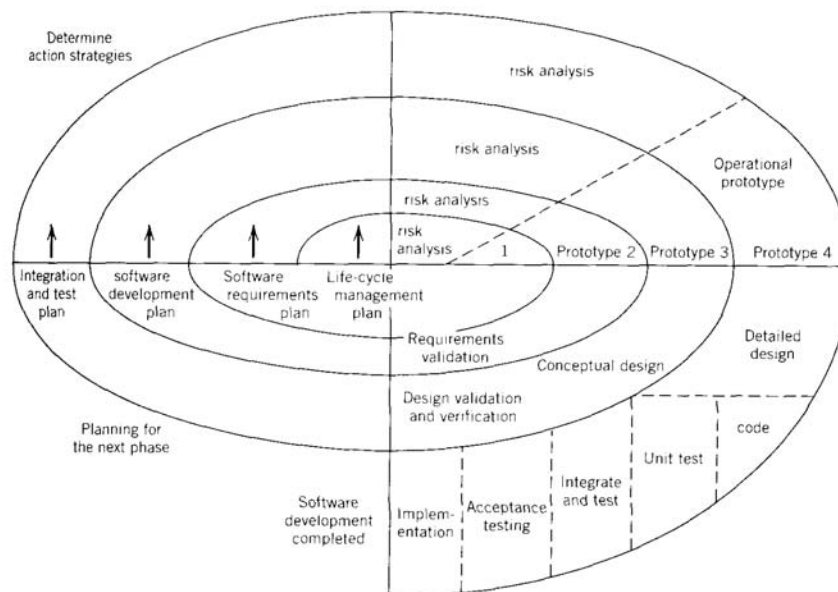 Determine
action strategies
risk analysis
risk analysis
Operational
prototype
risk analysis
risk
analysis
1
Prototype 2
Prototype 3
Prototype 4
Integration
and test
plan
software
development
plan
Software
requirements
plan
Life-cycle
management
plan
Requirements
validation
Conceptual design
Detailed
design
Design validation
and verification
Planning for
the next phase
code
Unit test
Integrate
and test
Acceptance
testing
Implem-
entation
Software
development
completed